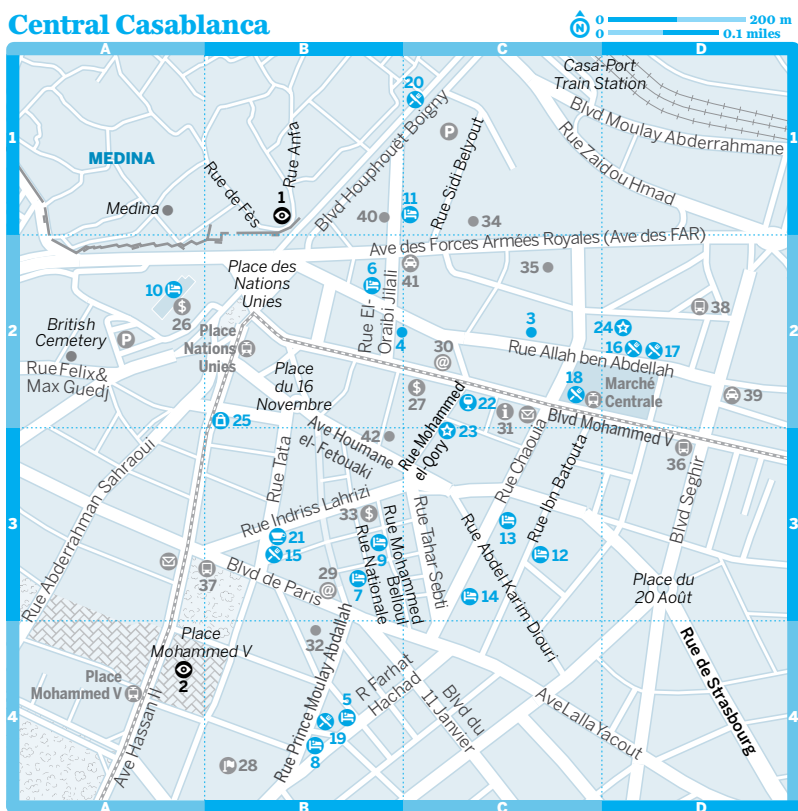 Central Casablanca
N
0 200 m
0 0.1 miles
A B C D
1
2
3
4
1
2
3
4
A B C D
Casa-Port
Train Station
Blvd Moulay Abderrahmane
Rue Zaidou Hmad
20
Blvd Houphouët Boigny
P
Rue Sidi Belyout
MEDINA
Rue Anfa
Rue de Fès
1
Medina
11
40
34
Ave des Forces Armées Royales (Ave des FAR)
Place des
Nations
Unies
6
41
35
10
$
26
Rue El-
Oraibi Jilali
3
38
British
Cemetery
P
Place
Nations
Unies
4
30
@
24
16
17
Rue Allah ben Abdellah
Rue Felix &
Max Guedj
Place
du 16
Novembre
$
27
18
Marché
Centrale
39
22
i
31
Blvd Mohammed V
25
42
Ave Houmane
el-Fetouaki
Rue Mohammed
el-Qory
23
36
Rue Tata
Rue Chaouia
Rue Ibn Batouta
Blvd Seghir
Rue Abderrahman Sahraoui
Rue Indriss Lahrizi
33
$
21
15
9
Rue Nationale
Rue Mohammed
Belloul
Rue Tahar Sebti
13
12
Rue Abdel Karim Diouri
37
Blvd de Paris
29
@
7
14
Place du
20 Août
Place
Mohammed V
2
32
Rue Prince Moulay Abdallah
Place
Mohammed V
R Farhat
Hachad
5
19
8
Blvd du
11 Janvier
Ave Lalla Yacout
Rue de Strasbourg
Ave Hassan II
28